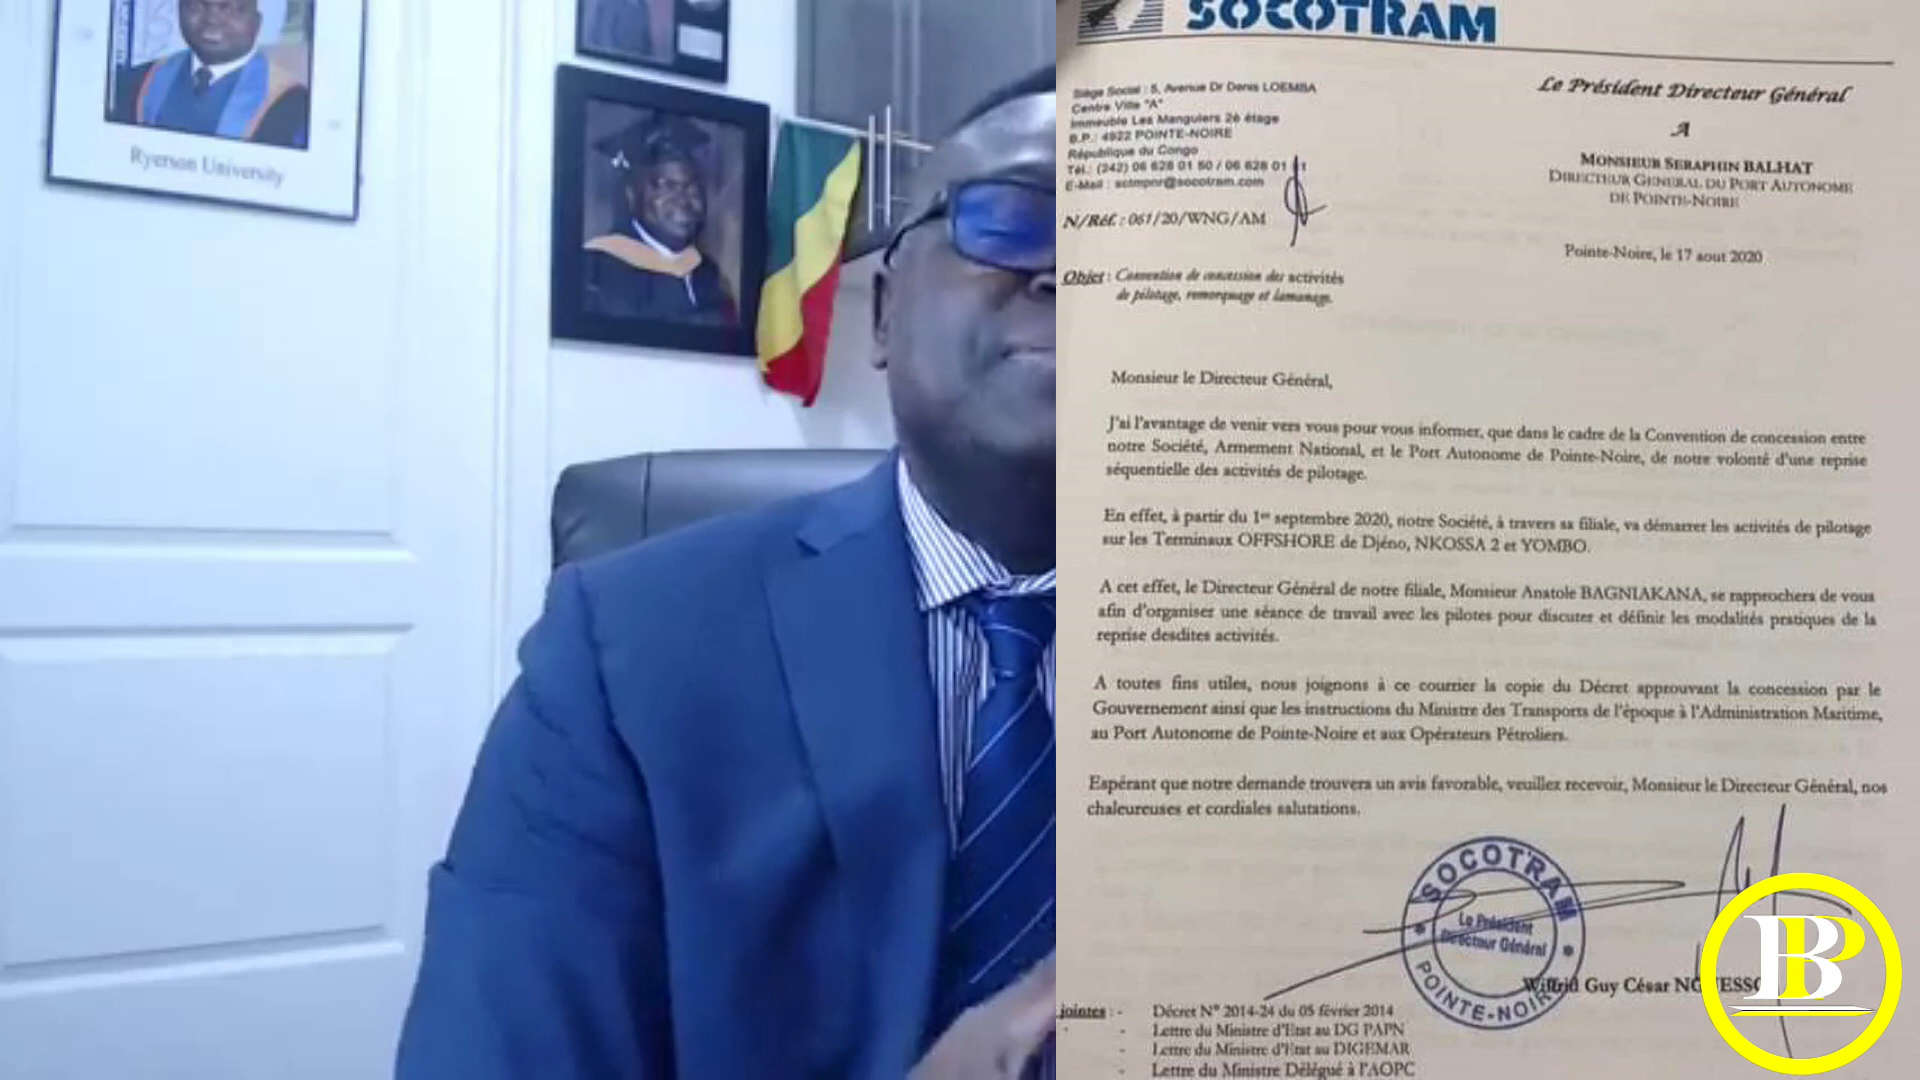 Ryerson University
SOCOTRAM
Siège Social : 5, Avenue Dr Denis LOEMBA
Centre Ville "A"
Immeuble Les Manguiers 2è étage
B.P.: 4922 POINTE-NOIRE
République du Congo
Tél.: (242) 06 628 01 50 / 06 628 01
E-Mail : sctmpnr@socotram.com
N/Réf. : 061/20/WNG/AM
Objet : Convention de concession des activités
de pilotage, remorquage et lamanage.
Le Président Directeur Général
A
MONSIEUR SERAPHIN BALHAT
DIRECTEUR GENERAL DU PORT AUTONOME
DE POINTE-NOIRE
Pointe-Noire, le 17 aout 2020
Monsieur le Directeur Général,
J'ai l'avantage de venir vers vous pour vous informer, que dans le cadre de la Convention de concession entre
notre Société, Armement National, et le Port Autonome de Pointe-Noire, de notre volonté d'une reprise
séquentielle des activités de pilotage.
En effet, à partir du 1er septembre 2020, notre Société, à travers sa filiale, va démarrer les activités de pilotage
sur les Terminaux OFFSHORE de Djéno, NKOSSA 2 et YOMBO.
A cet effet, le Directeur Général de notre filiale, Monsieur Anatole BAGNIAKANA, se rapprochera de vous
afin d'organiser une séance de travail avec les pilotes pour discuter et définir les modalités pratiques de la
reprise desdites activités.
A toutes fins utiles, nous joignons à ce courrier la copie du Décret approuvant la concession par le
Gouvernement ainsi que les instructions du Ministre des Transports de l'époque à l'Administration Maritime,
au Port Autonome de Pointe-Noire et aux Opérateurs Pétroliers.
Espérant que notre demande trouvera un avis favorable, veuillez recevoir, Monsieur le Directeur Général, nos
chaleureuses et cordiales salutations.
SOCOTRAM
Le Président
Directeur Général
POINTE-NOIRE
Wilfrid Guy César
jointes : - Décret N° 2014-24 du 05 février 2014
- Lettre du Ministre d'Etat au DG PAPN
- Lettre du Ministre d'Etat au DIGEMAR
- Lettre du Ministre Délégué à l'AOPC
BP